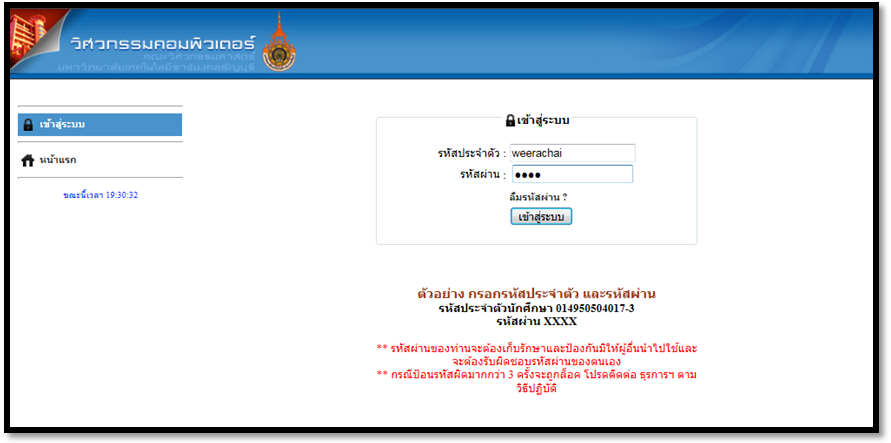 วิศวกรรมคอมพิวเตอร์
คณะวิศวกรรมศาสตร์
มหาวิทยาลัยเทคโนโลยีราชมงคลธัญบุรี
เข้าสู่ระบบ
หน้าแรก
ขณะนี้เวลา 19:30:32
เข้าสู่ระบบ
รหัสประจำตัว : weerachai
รหัสผ่าน : ●●●●
ลืมรหัสผ่าน ?
เข้าสู่ระบบ
ตัวอย่าง กรอกรหัสประจำตัว และรหัสผ่าน
รหัสประจำตัวนักศึกษา 014950504017-3
รหัสผ่าน XXXX
** รหัสผ่านของท่านจะต้องเก็บรักษาและป้องกันมิให้ผู้อื่นนำไปใช้และ
จะต้องรับผิดชอบรหัสผ่านของตนเอง
** กรณีป้อนรหัสผิดมากกว่า 3 ครั้งจะถูกล็อค โปรดติดต่อ ธุรการฯ ตาม
วิธีปฏิบัติ